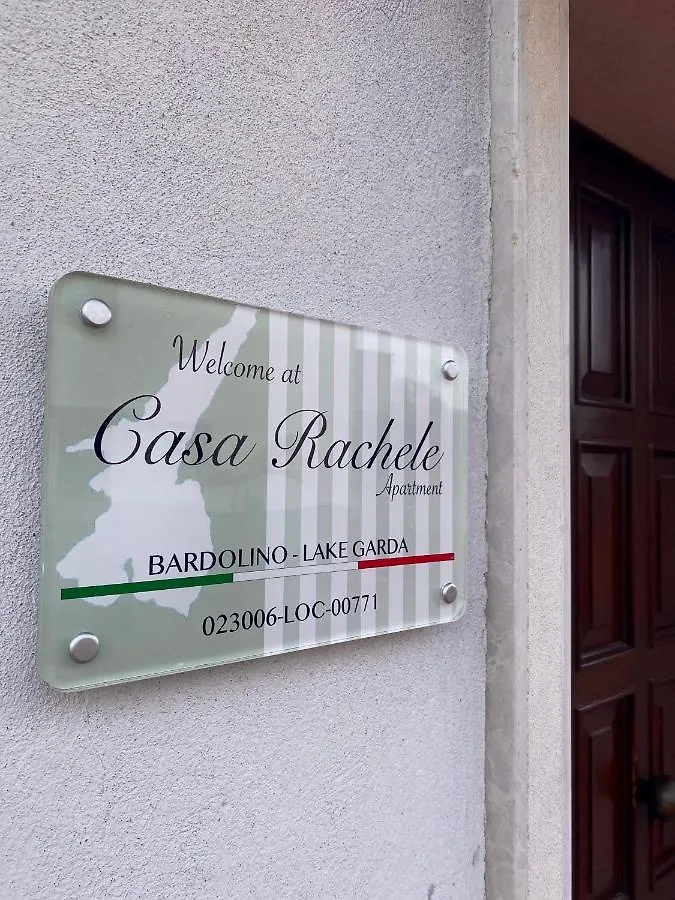 Welcome at
Casa Rachele
Apartment
BARDOLINO - LAKE GARDA
023006-LOC-00771